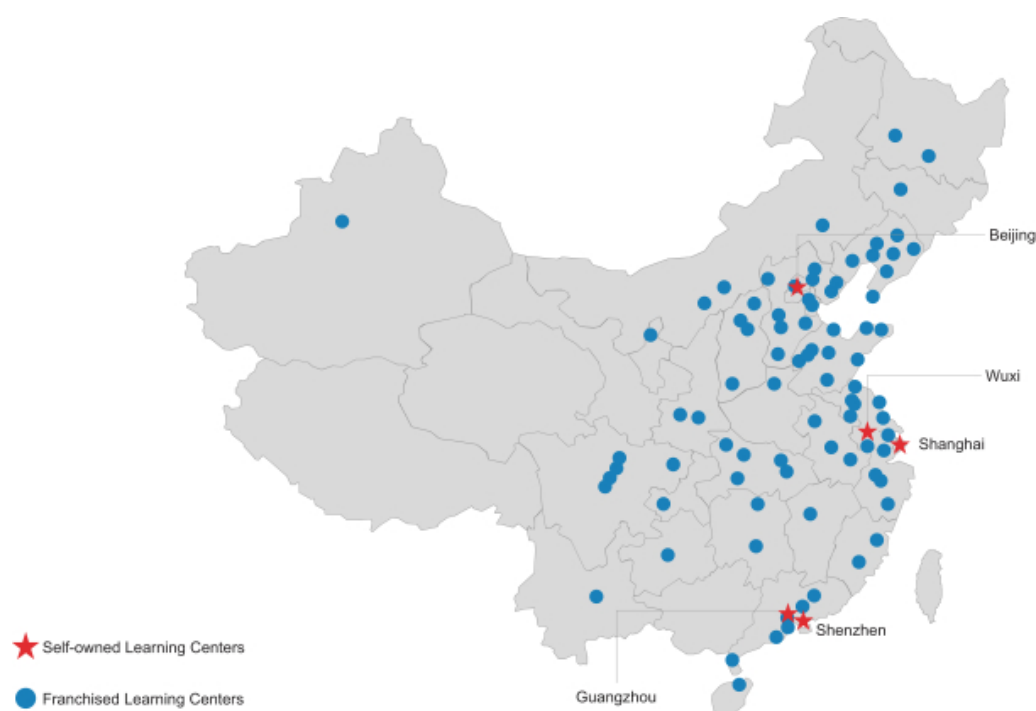 Beijing
Wuxi
Shanghai
Shenzhen
Guangzhou
Self-owned Learning Centers
Franchised Learning Centers